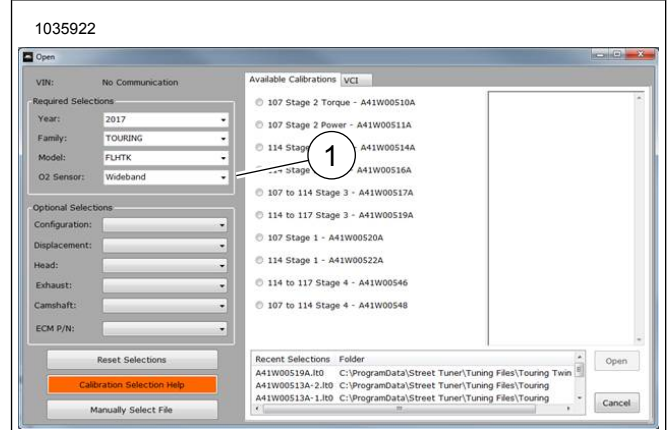 1035922
Open
VIN: No Communication
Required Selections
Year: 2017
Family: TOURING
Model: FLHTK
O2 Sensor: Wideband
Optional Selections
Configuration:
Displacement:
Head:
Exhaust:
Camshaft:
ECM P/N:
Reset Selections
Calibration Selection Help
Manually Select File
Available Calibrations VCI
107 Stage 2 Torque - A41W00510A
107 Stage 2 Power - A41W00511A
114 Stage A41W00514A
Stage A41W00516A
107 to 114 Stage 3 - A41W00517A
114 to 117 Stage 3 - A41W00519A
107 Stage 1 - A41W00520A
114 Stage 1 - A41W00522A
114 to 117 Stage 4 - A41W00546
107 to 114 Stage 4 - A41W00548
1
Recent Selections Folder
A41W00519A.lt0 C:\ProgramData\Street Tuner\Tuning Files\Touring Twin
A41W00513A-2.lt0 C:\ProgramData\Street Tuner\Tuning Files\Touring
A41W00513A-1.lt0 C:\ProgramData\Street Tuner\Tuning Files\Touring
Open
Cancel